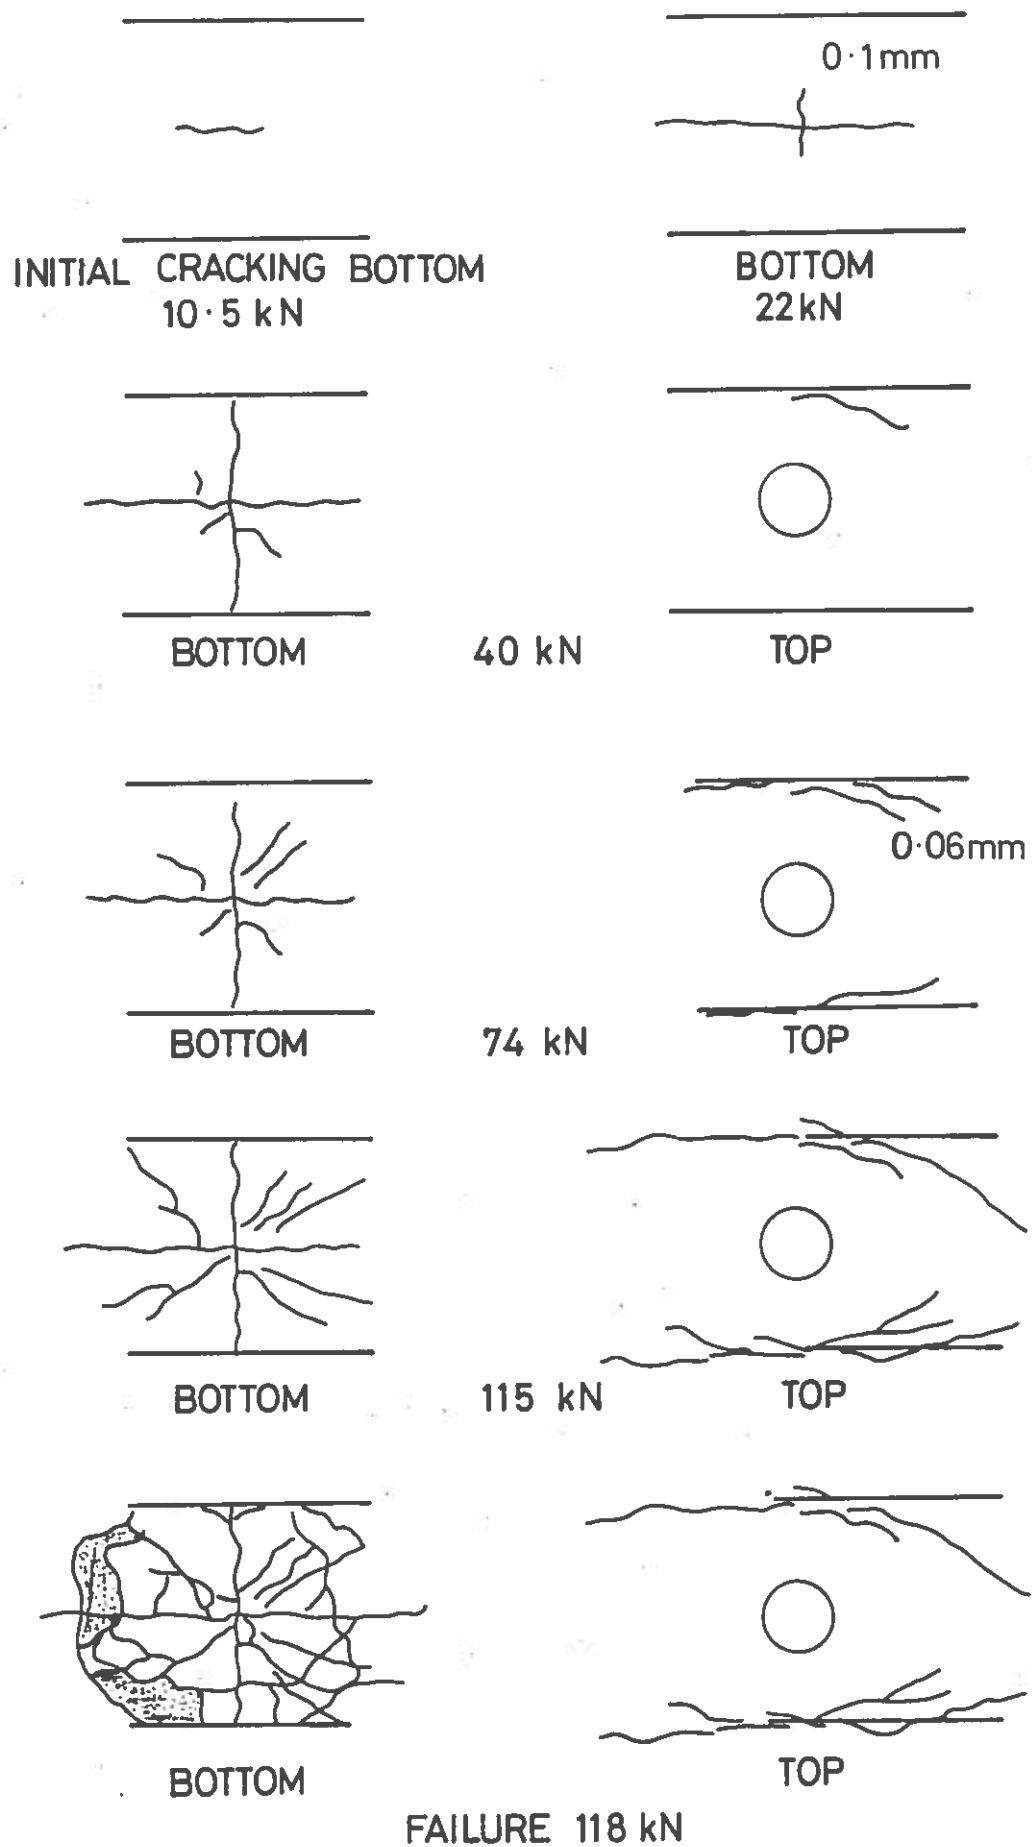 0·1mm
INITIAL CRACKING BOTTOM
10·5 kN
BOTTOM
22kN
BOTTOM
40 kN
TOP
0·06mm
BOTTOM
74 kN
TOP
BOTTOM
115 kN
TOP
BOTTOM
TOP
FAILURE 118 kN